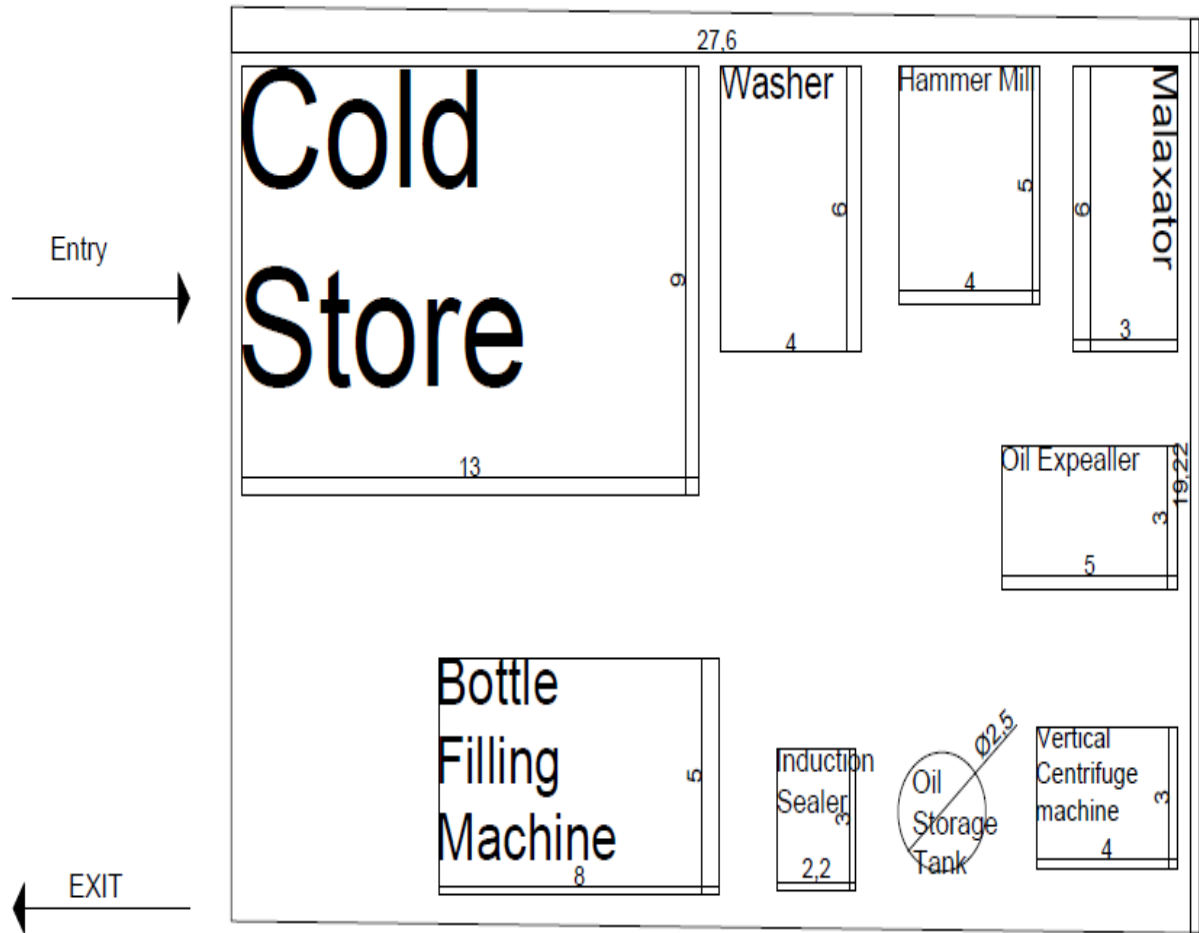 27,6
Cold
Store
9
13
Washer
6
4
Hammer Mill
5
4
Malaxator
6
3
Entry
Oil Expealler
3
5
19,22
Bottle
Filling
Machine
5
8
Induction
Sealer
3
2,2
Ø2,5
Oil
Storage
Tank
Vertical
Centrifuge
machine
3
4
EXIT